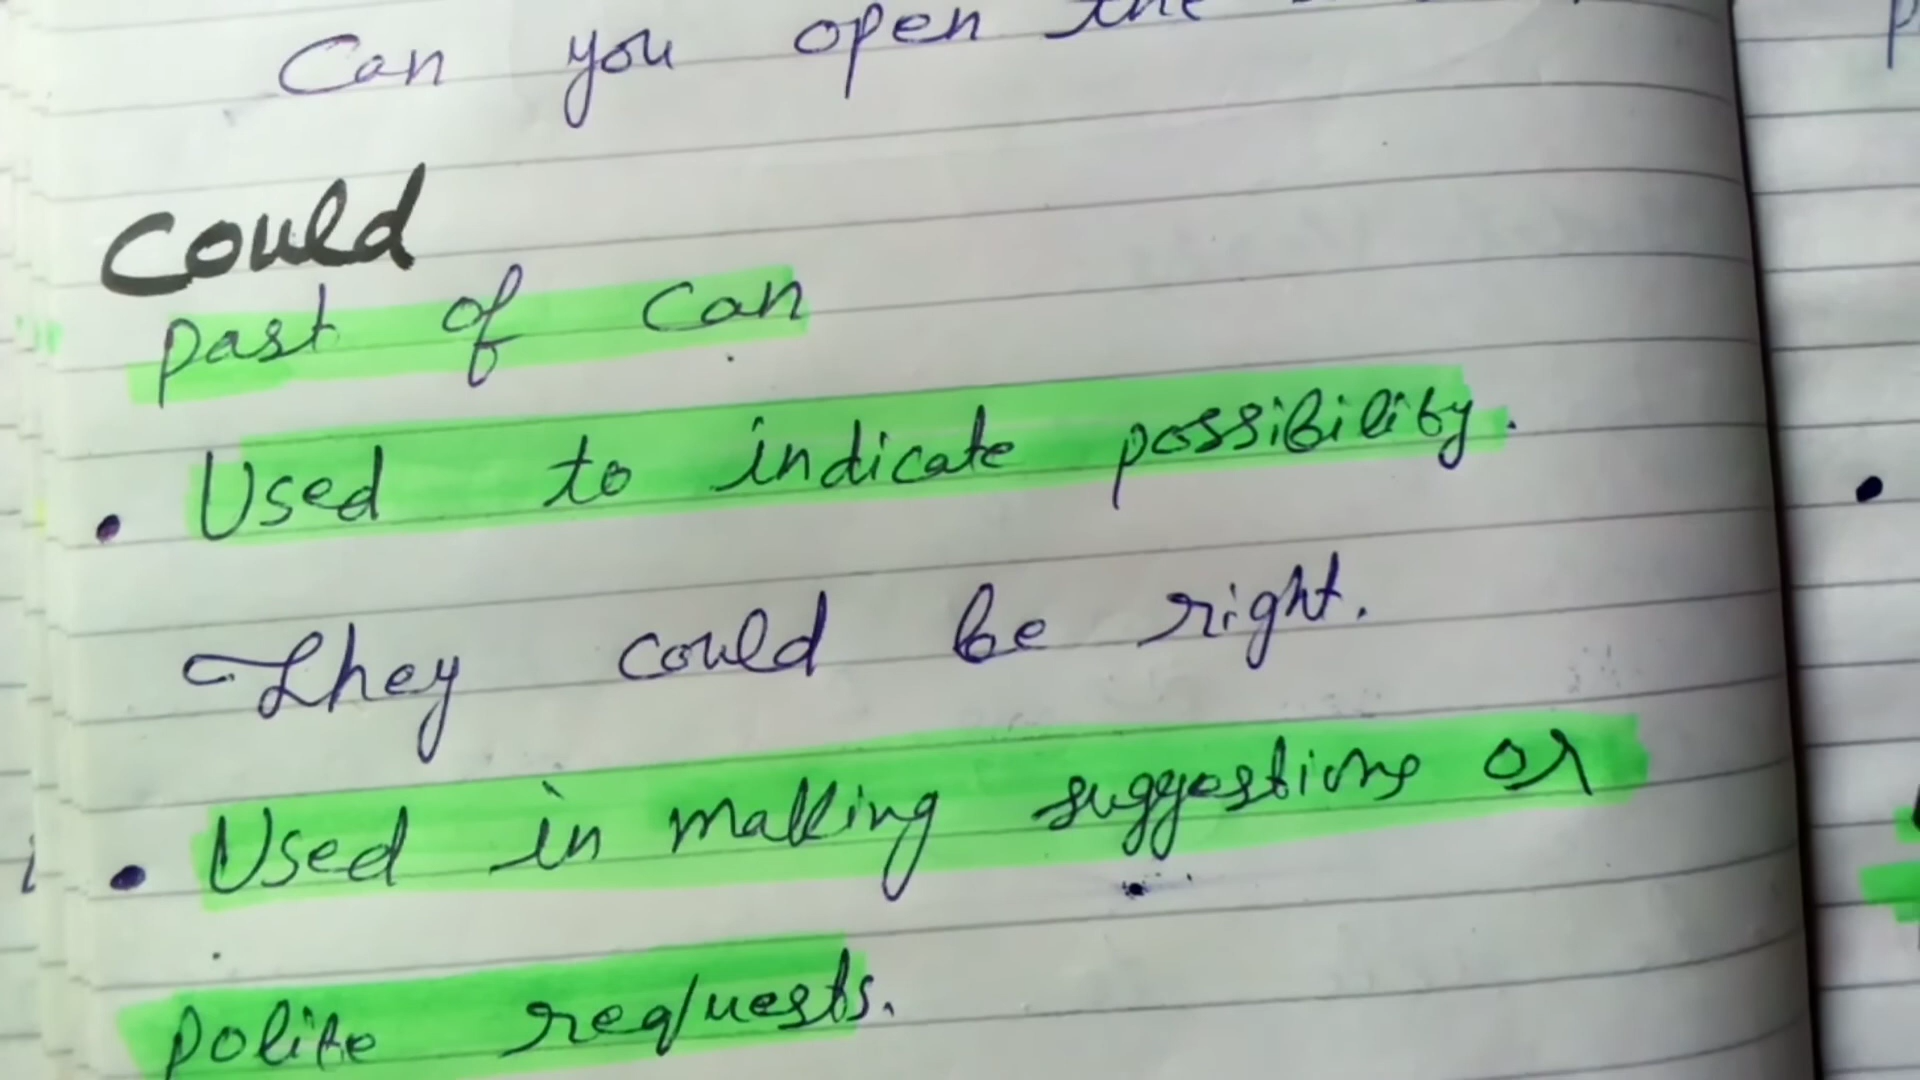 Can you open the
Could
past of can
• Used to indicate possibility.
They could be right.
• Used in making suggestions or
polite requests.